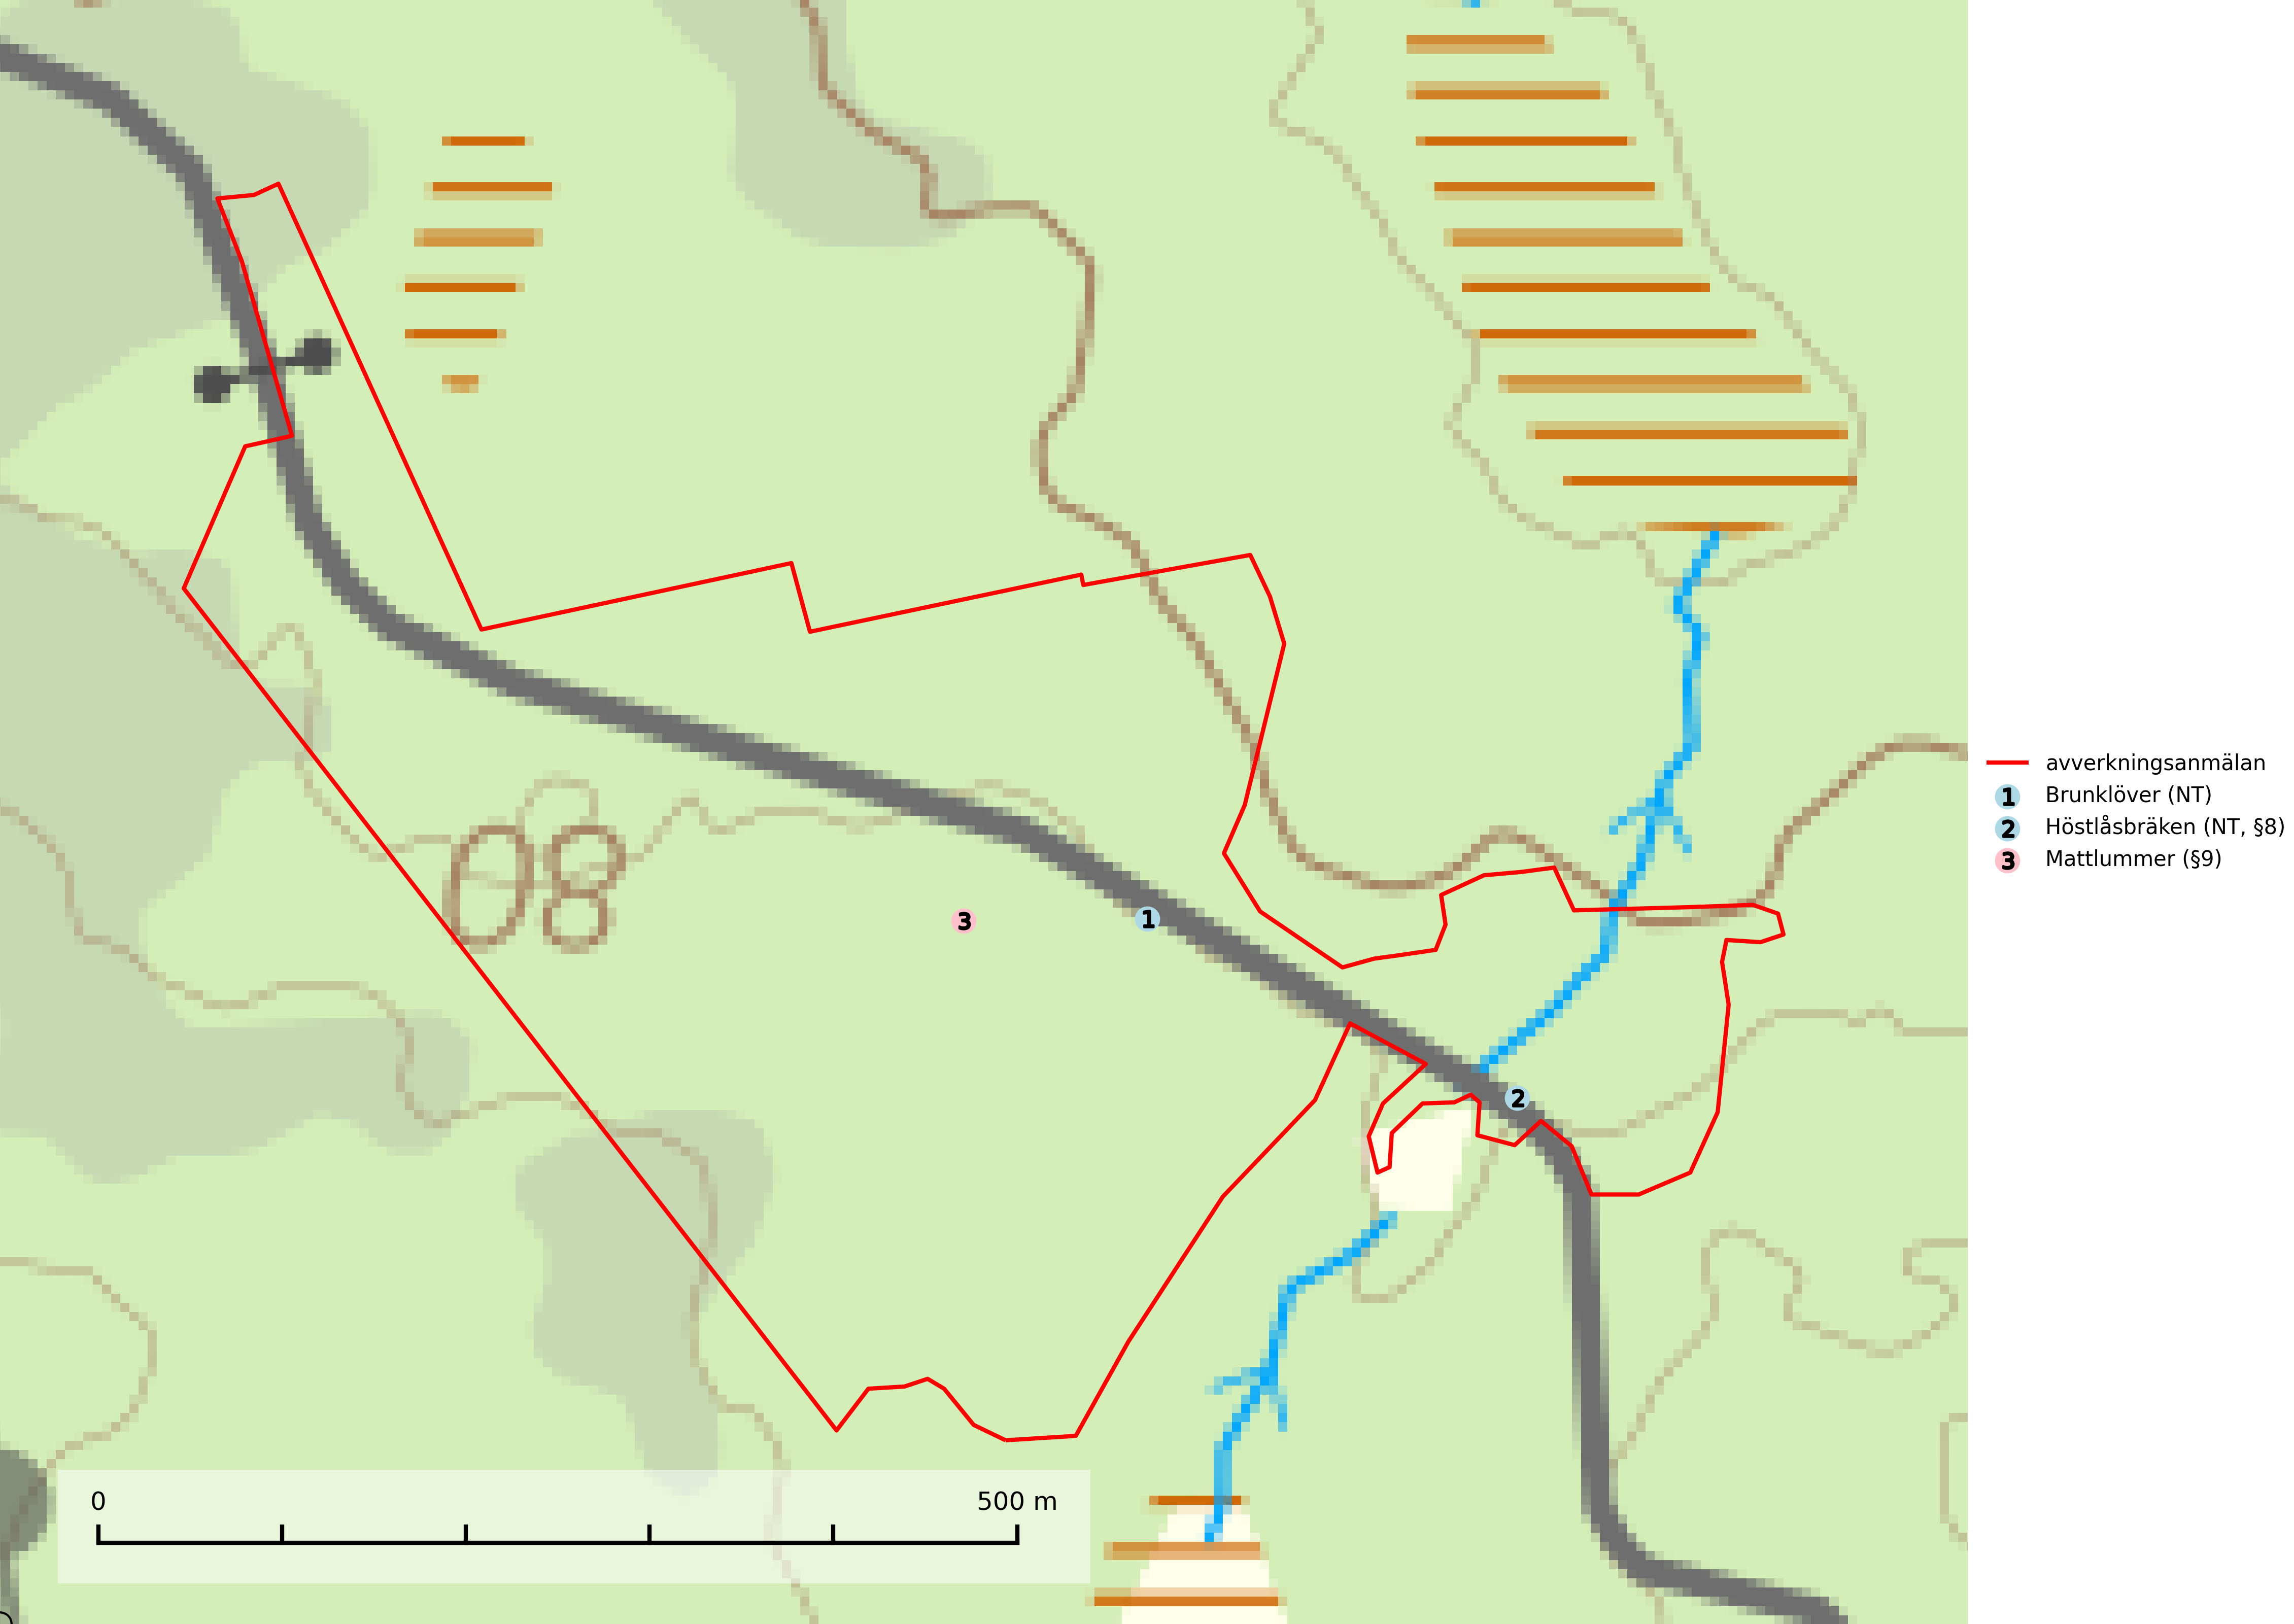 08
3
1
2
0 500 m
avverkningsanmälan
1 Brunklöver (NT)
2 Höstlåsbräken (NT, §8)
3 Mattlummer (§9)